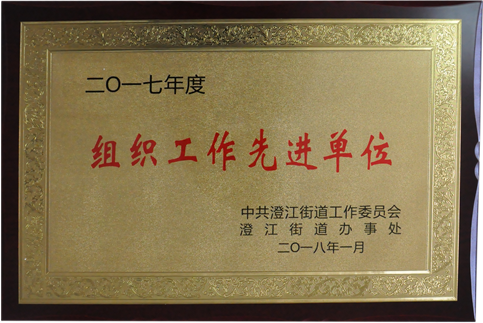 二〇一七年度
组织工作先进单位
中共澄江街道工作委员会
澄江街道办事处
二〇一八年一月